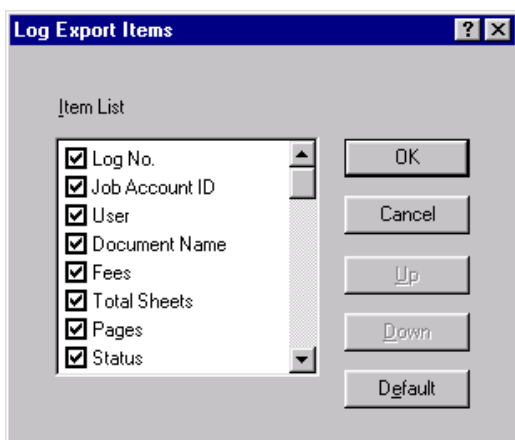 Log Export Items
Item List
Log No.
Job Account ID
User
Document Name
Fees
Total Sheets
Pages
Status
OK
Cancel
Up
Down
Default